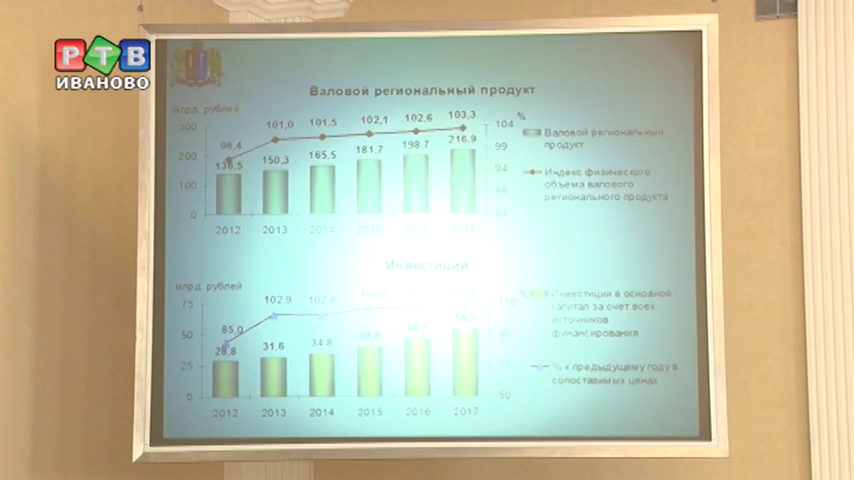 РТВ
ИВАНОВО
Валовой региональный продукт
млрд. рублей
300
200
100
0
98,4
101,0
101,5
102,1
102,6
103,3
150,3
165,5
181,7
198,7
216,9
%
104
99
94
89
84
2012
2013
2014
2015
Валовой региональный
продукт
Индекс физического
объема валового
регионального продукта
Инвестиции
млрд. рублей
75
50
25
0
85,0
102,9
28,8
31,6
34,8
39,9
2012
2013
2014
2015
2016
2017
50
Инвестиции в основной
капитал за счет всех
источников
финансирования
% к предыдущему году в
сопоставимых ценах